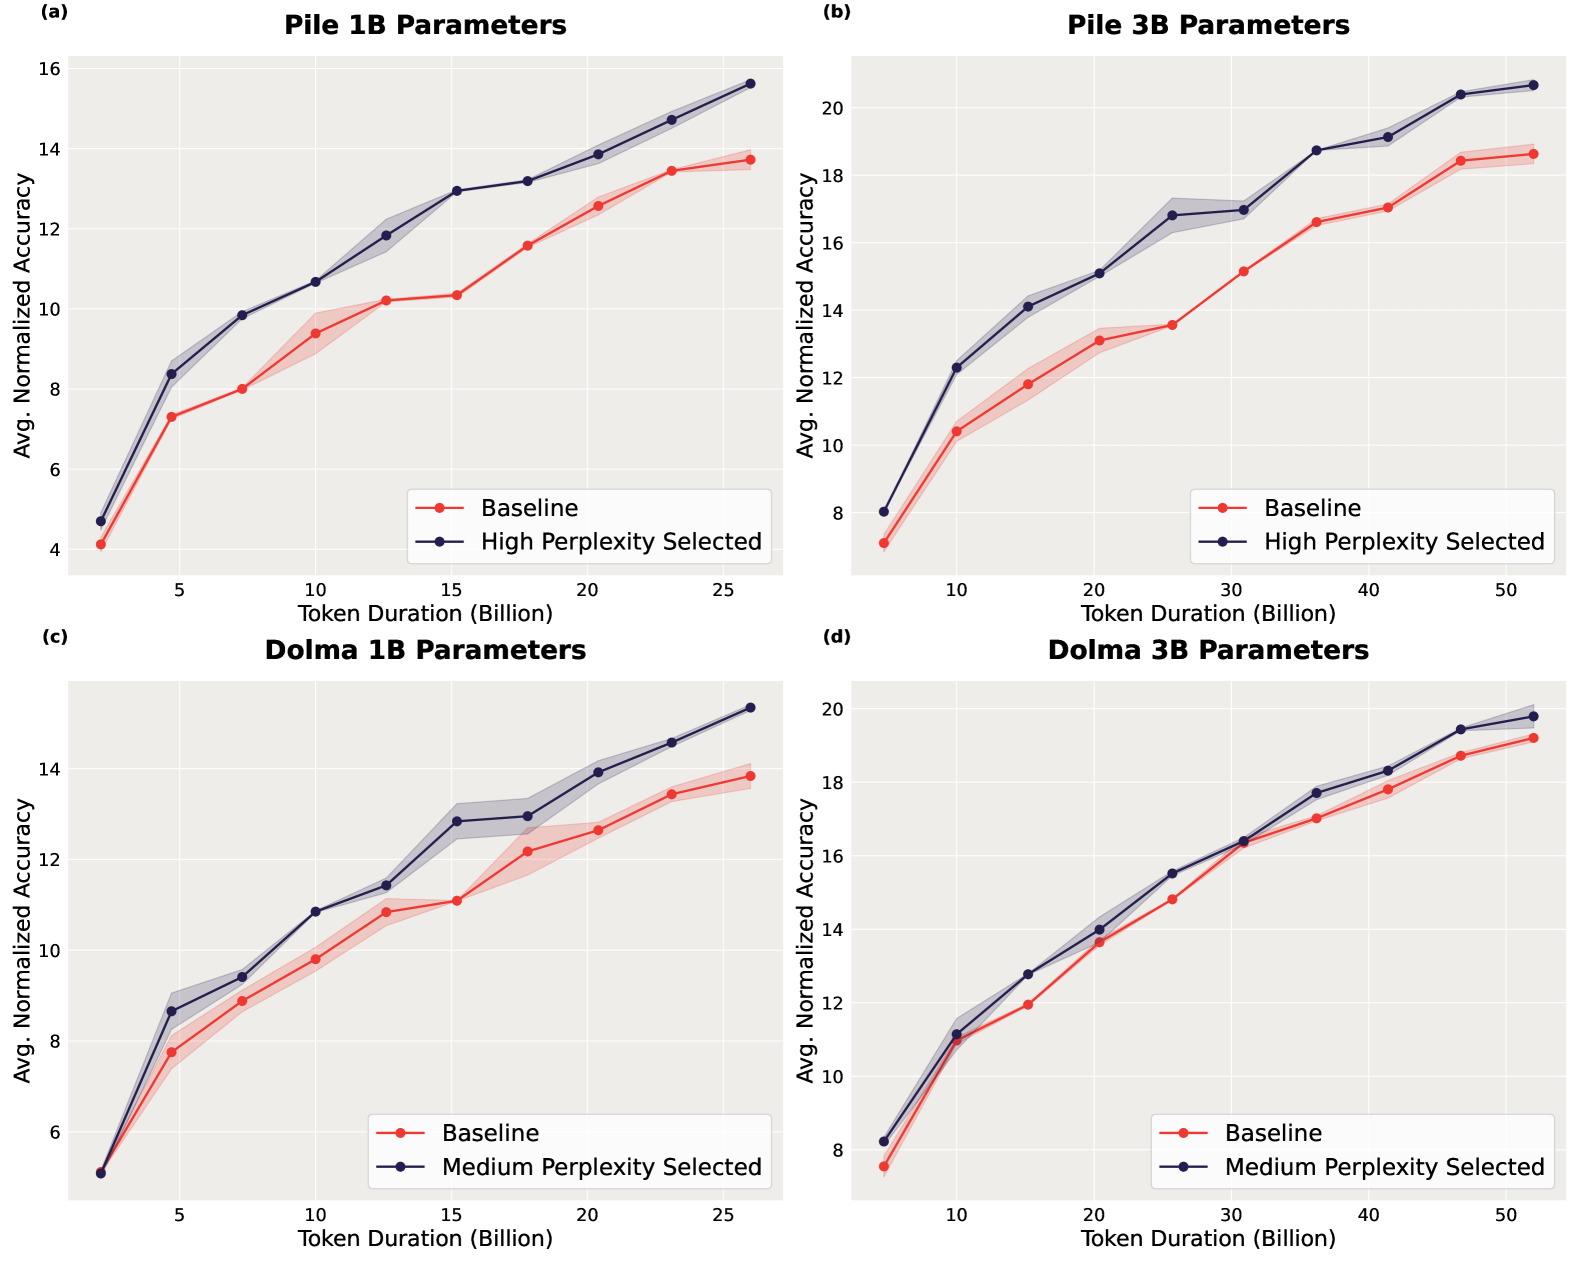 (a)
Pile 1B Parameters
Avg. Normalized Accuracy
16
14
12
10
8
6
4
Baseline
High Perplexity Selected
5 10 15 20 25
Token Duration (Billion)
(b)
Pile 3B Parameters
Avg. Normalized Accuracy
20
18
16
14
12
10
8
Baseline
High Perplexity Selected
10 20 30 40 50
Token Duration (Billion)
(c)
Dolma 1B Parameters
Avg. Normalized Accuracy
14
12
10
8
6
Baseline
Medium Perplexity Selected
5 10 15 20 25
Token Duration (Billion)
(d)
Dolma 3B Parameters
Avg. Normalized Accuracy
20
18
16
14
12
10
8
Baseline
Medium Perplexity Selected
10 20 30 40 50
Token Duration (Billion)